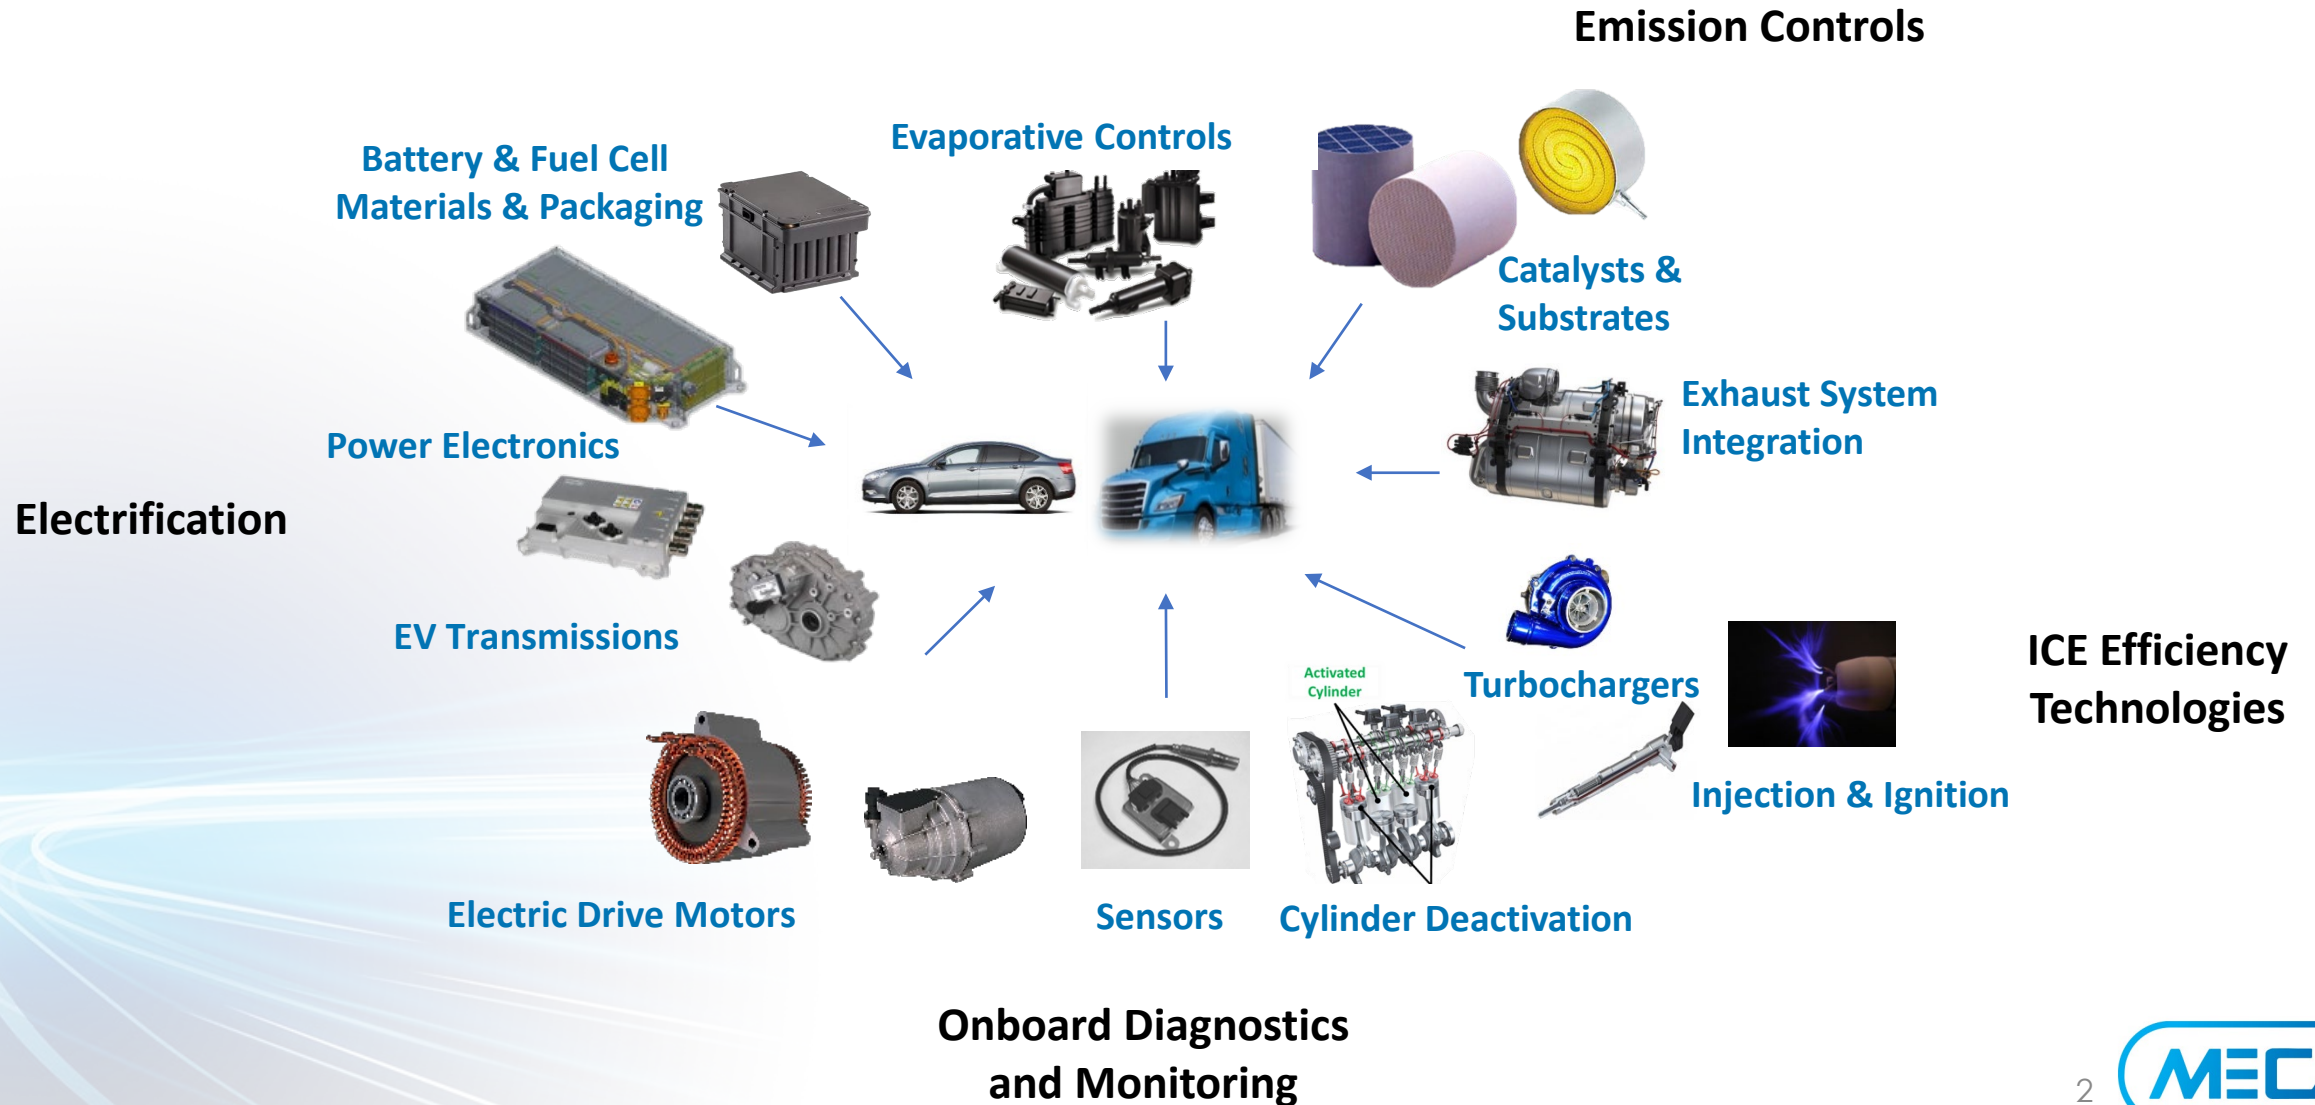 Emission Controls
Evaporative Controls
Battery & Fuel Cell
Materials & Packaging
Catalysts &
Substrates
Exhaust System
Integration
Power Electronics
Electrification
EV Transmissions
Activated
Cylinder
Turbochargers
ICE Efficiency
Technologies
Injection & Ignition
Electric Drive Motors
Sensors
Cylinder Deactivation
Onboard Diagnostics
and Monitoring
2
MEC